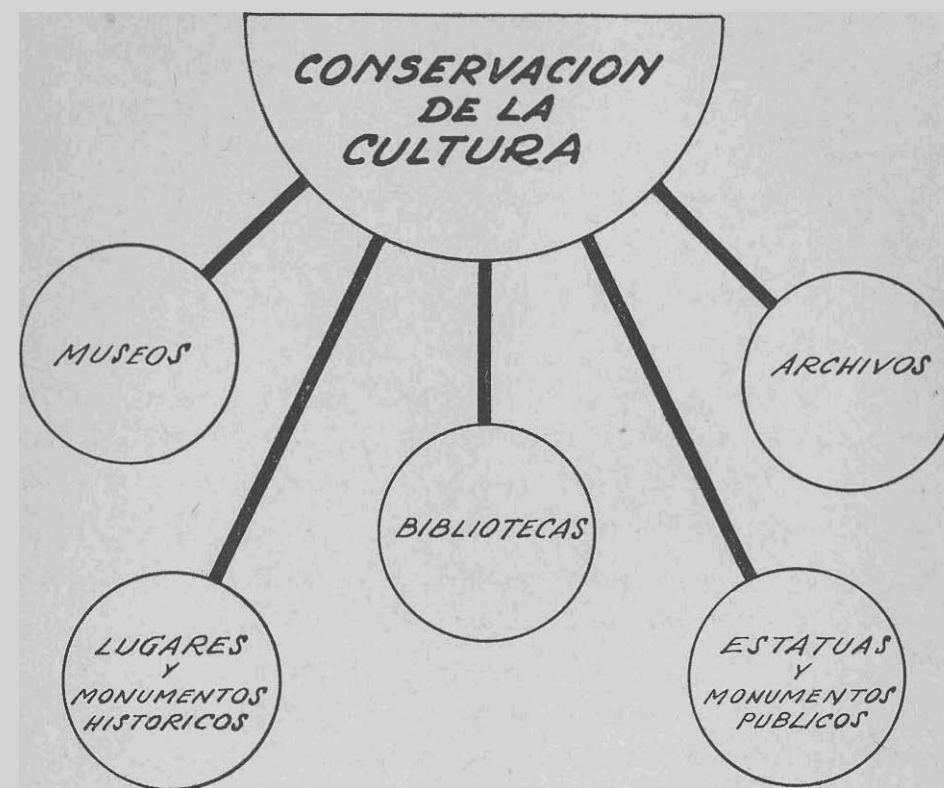 CONSERVACION
DE LA
CULTURA
MUSEOS
ARCHIVOS
BIBLIOTECAS
LUGARES
Y
MONUMENTOS
HISTORICOS
ESTATUAS
Y
MONUMENTOS
PUBLICOS